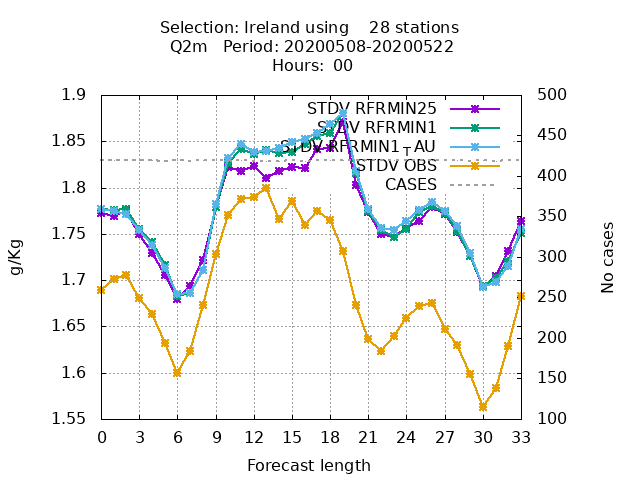 Selection: Ireland using    28 stations
Q2m   Period: 20200508-20200522
Hours:  00
1.9
1.85
1.8
1.75
1.7
1.65
1.6
1.55
500
450
400
350
300
250
200
150
100
STDV RFRMIN25
STDV RFRMIN1
STDV RFRMIN1_AU
STDV OBS
CASES
g/Kg
No cases
0 3 6 9 12 15 18 21 24 27 30 33
Forecast length